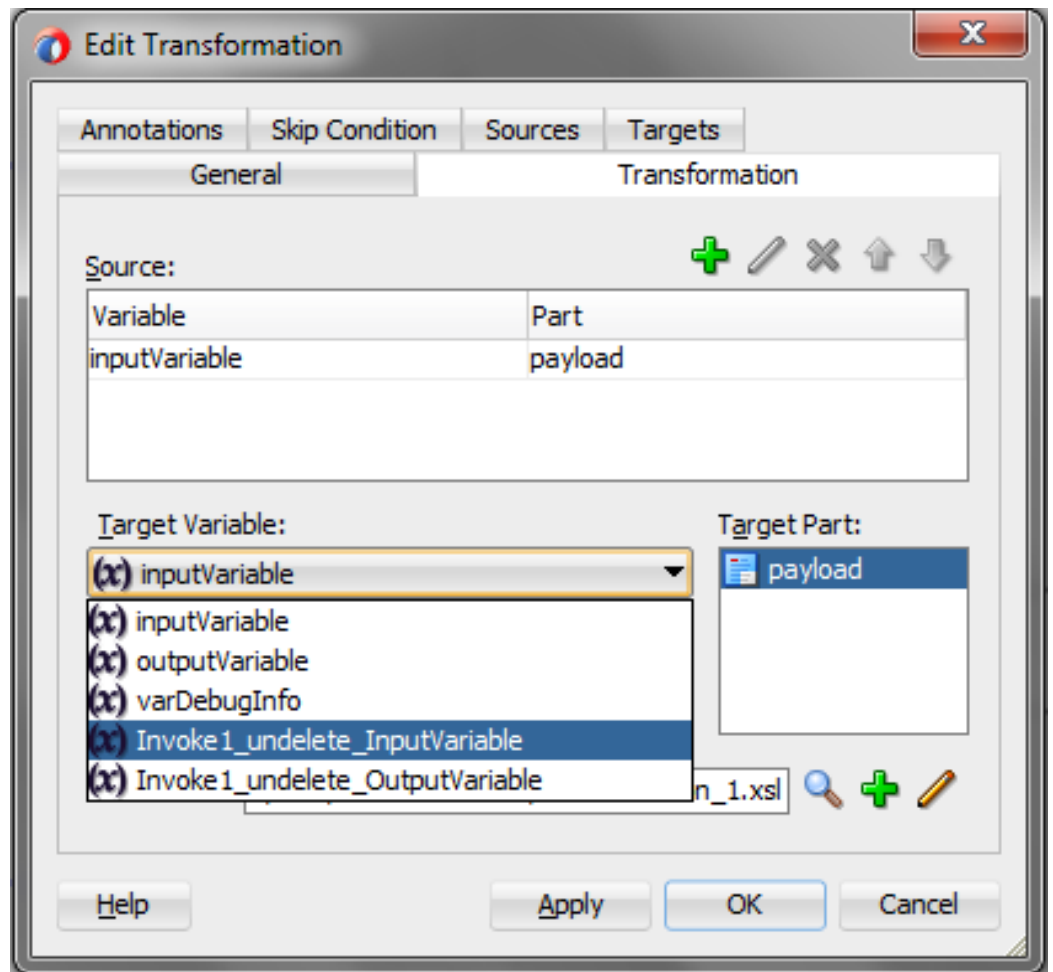 Edit Transformation
Annotations Skip Condition Sources Targets
General Transformation
Source:
Variable Part
inputVariable payload
Target Variable: Target Part:
(x) inputVariable payload
(x) inputVariable
(x) outputVariable
(x) varDebugInfo
(x) Invoke1_undelete_InputVariable
(x) Invoke1_undelete_OutputVariable
n_1.xsl
Help Apply OK Cancel